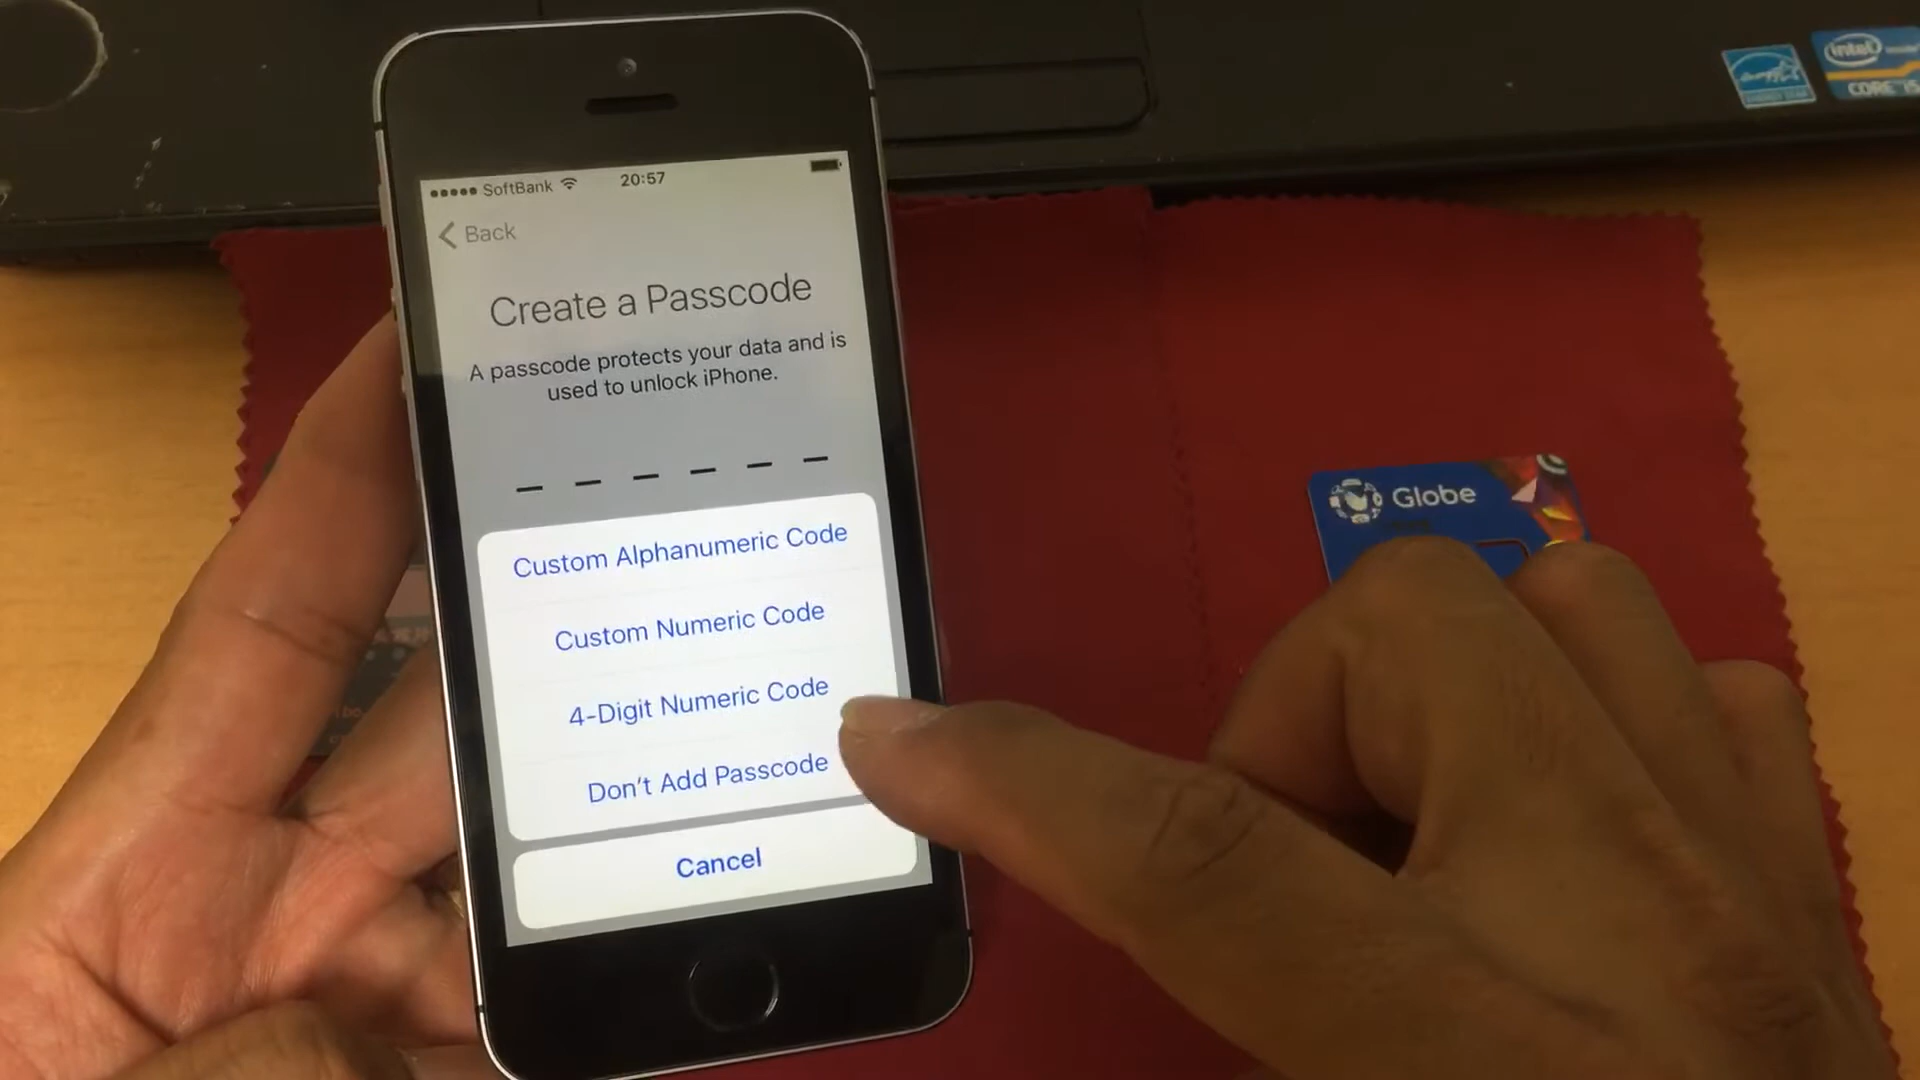 SoftBank 20:57
Back
Create a Passcode
A passcode protects your data and is
used to unlock iPhone.
Custom Alphanumeric Code
Custom Numeric Code
4-Digit Numeric Code
Don't Add Passcode
Cancel
Globe
intel
CORE i5